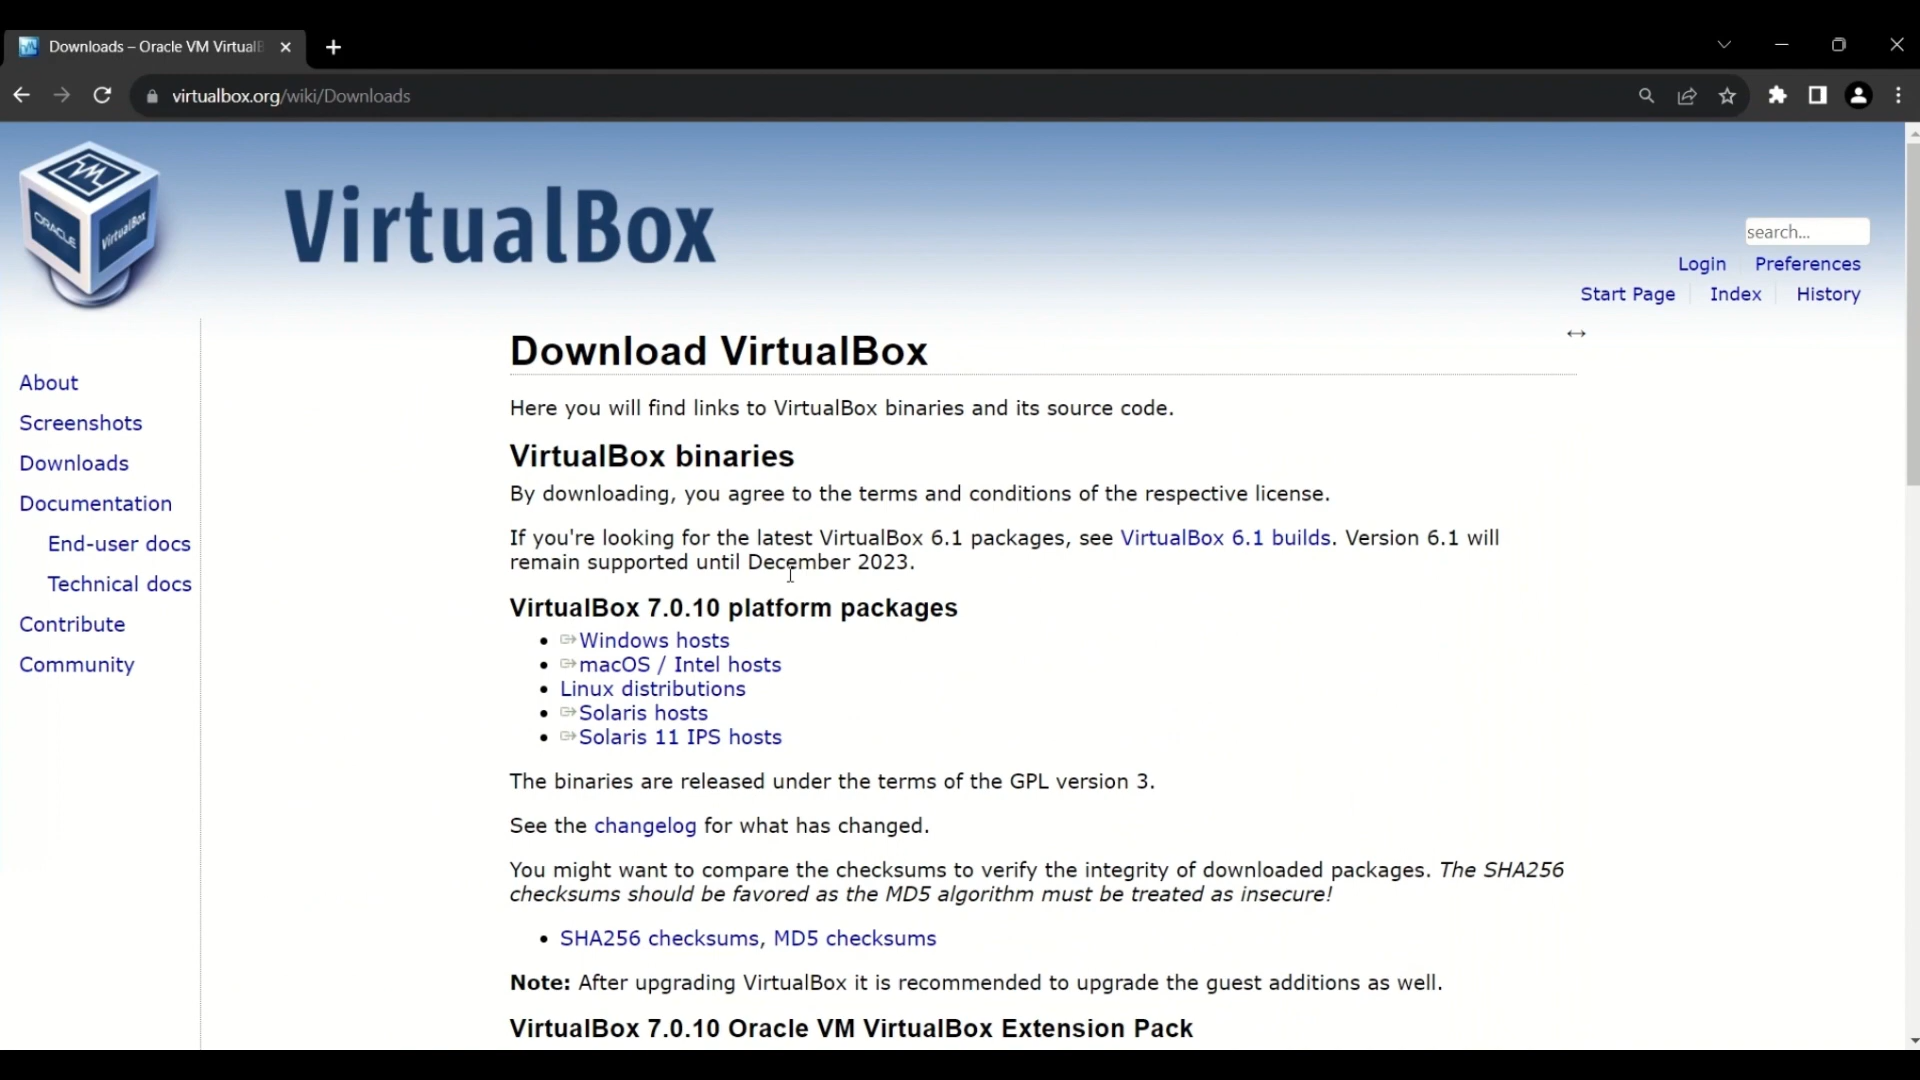 Downloads – Oracle VM VirtualB
virtualbox.org/wiki/Downloads
ORACLE
VirtualBox
VirtualBox
search...
Login Preferences
Start Page Index History
About
Screenshots
Downloads
Documentation
End-user docs
Technical docs
Contribute
Community
Download VirtualBox
Here you will find links to VirtualBox binaries and its source code.
VirtualBox binaries
By downloading, you agree to the terms and conditions of the respective license.
If you're looking for the latest VirtualBox 6.1 packages, see VirtualBox 6.1 builds. Version 6.1 will
remain supported until December 2023.
VirtualBox 7.0.10 platform packages
Windows hosts
macOS / Intel hosts
Linux distributions
Solaris hosts
Solaris 11 IPS hosts
The binaries are released under the terms of the GPL version 3.
See the changelog for what has changed.
You might want to compare the checksums to verify the integrity of downloaded packages. The SHA256
checksums should be favored as the MD5 algorithm must be treated as insecure!
SHA256 checksums, MD5 checksums
Note: After upgrading VirtualBox it is recommended to upgrade the guest additions as well.
VirtualBox 7.0.10 Oracle VM VirtualBox Extension Pack